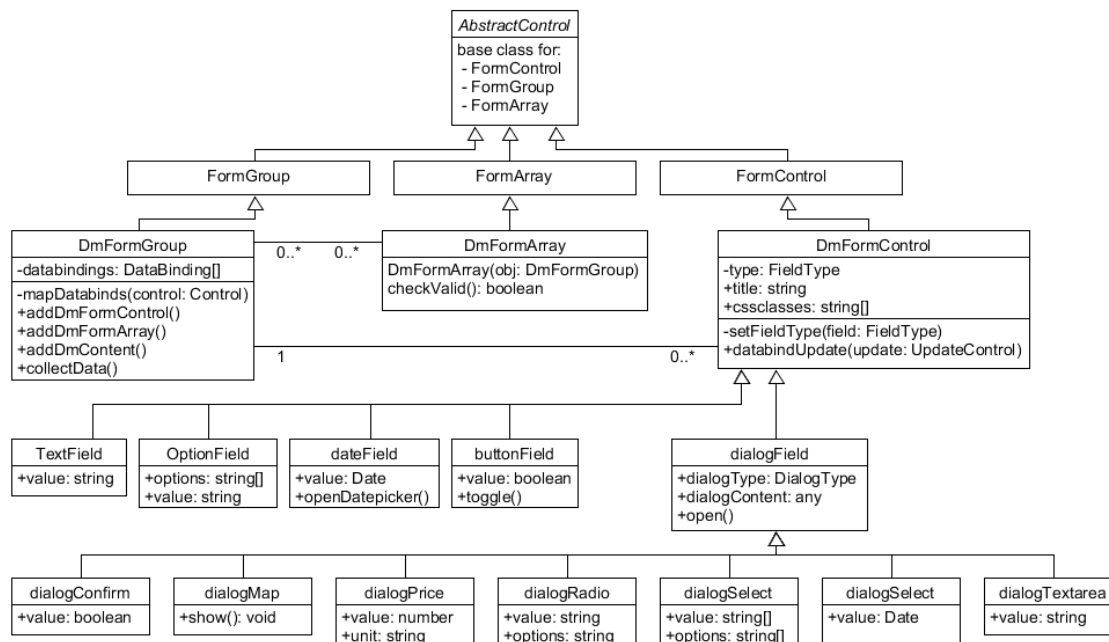 AbstractControl
base class for:
- FormControl
- FormGroup
- FormArray
FormGroup
FormArray
FormControl
DmFormGroup
-databindings: DataBinding[]
-mapDatabinds(control: Control)
+addDmFormControl()
+addDmFormArray()
+addDmContent()
+collectData()
0..*
0..*
DmFormArray
DmFormArray(obj: DmFormGroup)
checkValid(): boolean
DmFormControl
-type: FieldType
+title: string
+cssclasses: string[]
-setFieldType(field: FieldType)
+databindUpdate(update: UpdateControl)
1
0..*
TextField
+value: string
OptionField
+options: string[]
+value: string
dateField
+value: Date
+openDatepicker()
buttonField
+value: boolean
+toggle()
dialogField
+dialogType: DialogType
+dialogContent: any
+open()
dialogConfirm
+value: boolean
dialogMap
+show(): void
dialogPrice
+value: number
+unit: string
dialogRadio
+value: string
+options: string
dialogSelect
+value: string[]
+options: string[]
dialogSelect
+value: Date
dialogTextarea
+value: string